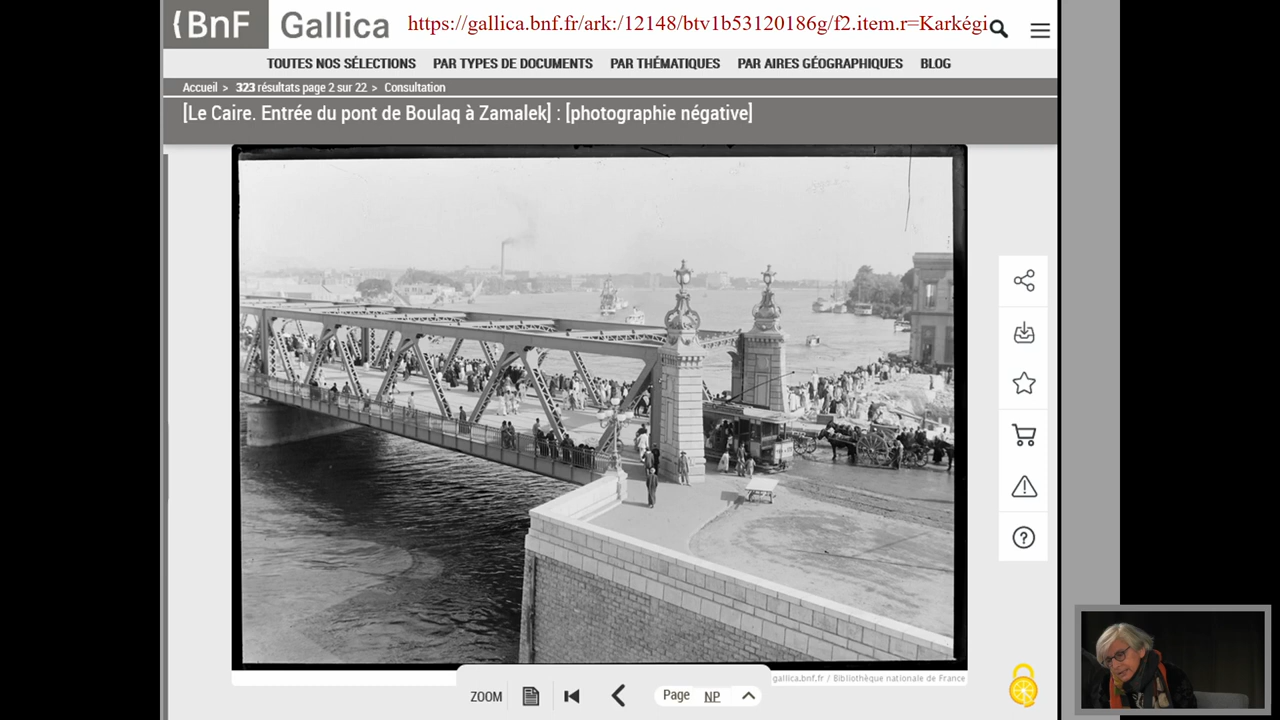 BnF Gallica https://gallica.bnf.fr/ark:/12148/btv1b53120186g/f2.item.r=Karkégi
TOUTES NOS SÉLECTIONS PAR TYPES DE DOCUMENTS PAR THÉMATIQUES PAR AIRES GÉOGRAPHIQUES BLOG
Accueil > 323 résultats page 2 sur 22 > Consultation
[Le Caire. Entrée du pont de Boulaq à Zamalek] : [photographie négative]
gallica.bnf.fr / Bibliothèque nationale de France
ZOOM Page NP